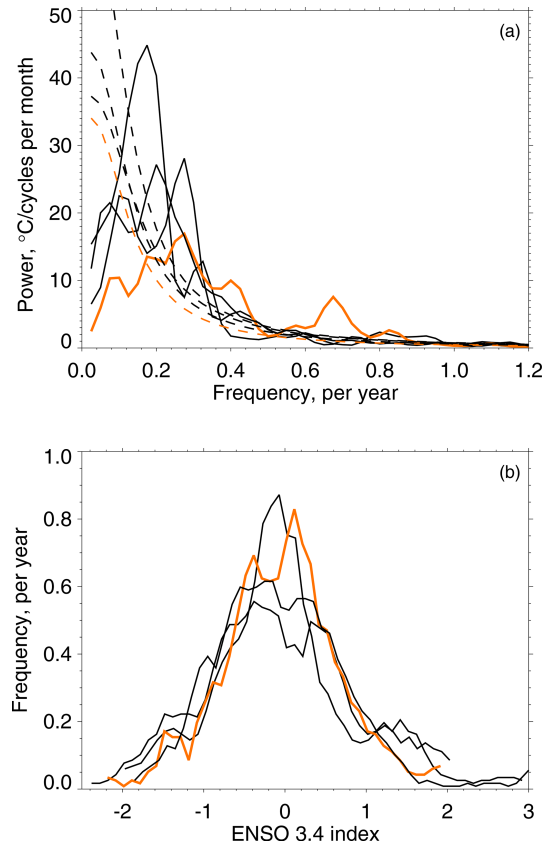 (a)
Power, °C/cycles per month
50
40
30
20
10
0
0.0 0.2 0.4 0.6 0.8 1.0 1.2
Frequency, per year
(b)
Frequency, per year
1.0
0.8
0.6
0.4
0.2
0.0
-2 -1 0 1 2 3
ENSO 3.4 index